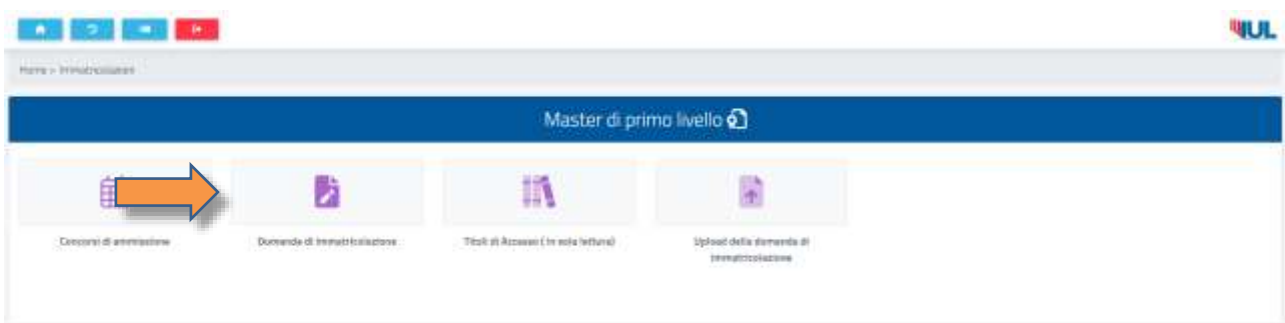 IUL
Home > Immatricolazioni
Master di primo livello
Concorsi di ammissione
Domanda di Immatricolazione
Titoli di Accesso ( in sola lettura)
Upload della domanda di
immatricolazione